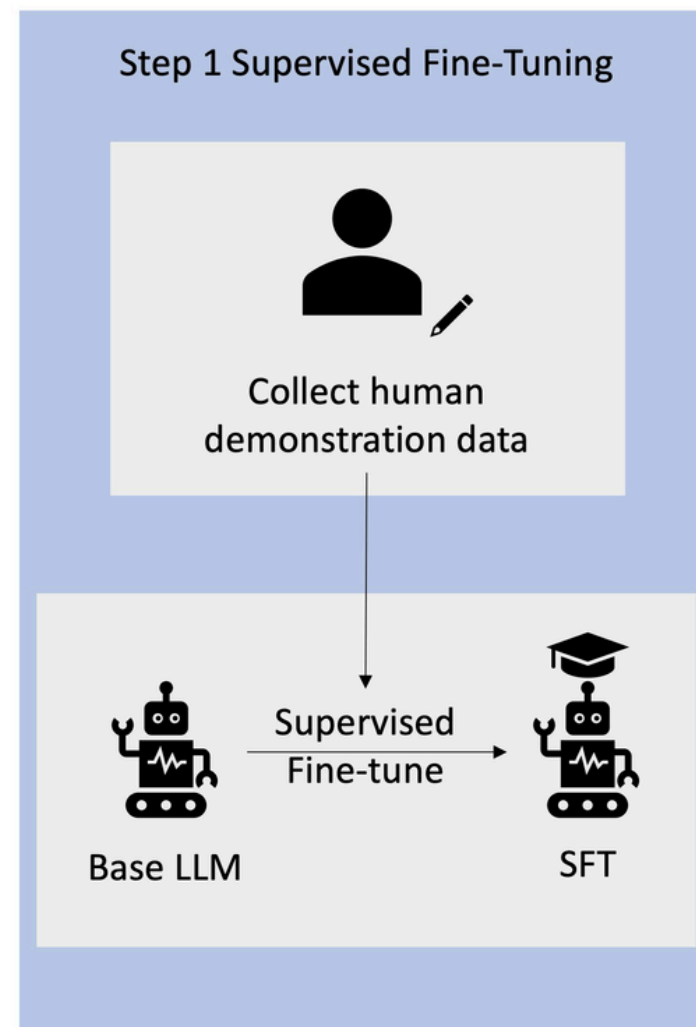 Step 1 Supervised Fine-Tuning
Collect human
demonstration data
Supervised
Fine-tune
Base LLM
SFT